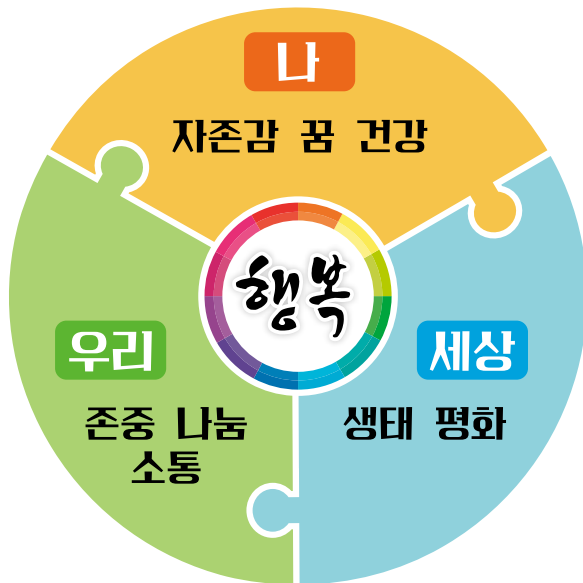 나
자존감 꿈 건강
행복
우리
존중 나눔
소통
세상
생태 평화